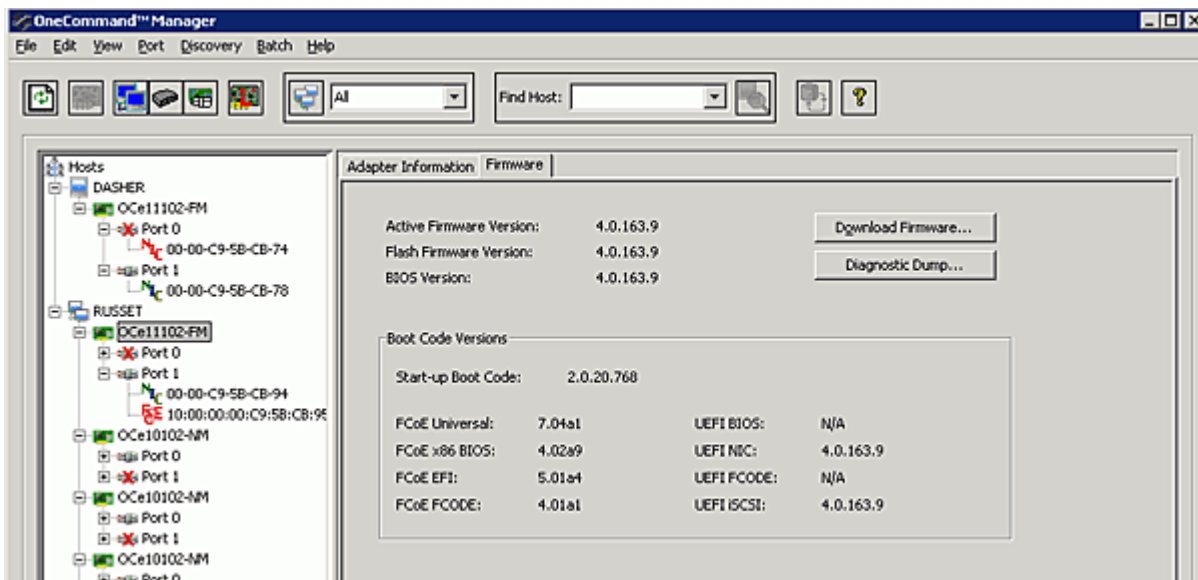 OneCommand™ Manager
File Edit View Port Discovery Batch Help
All
Find Host:
Hosts
DASHER
OCe11102-FM
Port 0
NIC 00-00-C9-5B-CB-74
Port 1
NIC 00-00-C9-5B-CB-78
RUSSET
OCe11102-FM
Port 0
Port 1
NIC 00-00-C9-5B-CB-94
FCoE 10:00:00:00:C9:5B:CB:95
OCe10102-NM
Port 0
Port 1
OCe10102-NM
Port 0
Port 1
OCe10102-NM
Port 0
Adapter Information Firmware
Active Firmware Version: 4.0.163.9
Flash Firmware Version: 4.0.163.9
BIOS Version: 4.0.163.9
Download Firmware...
Diagnostic Dump...
Boot Code Versions
Start-up Boot Code: 2.0.20.768
FCoE Universal: 7.04a1 UEFI BIOS: N/A
FCoE x86 BIOS: 4.02a9 UEFI NIC: 4.0.163.9
FCoE EFI: 5.01a4 UEFI FCODE: N/A
FCoE FCODE: 4.01a1 UEFI iSCSI: 4.0.163.9